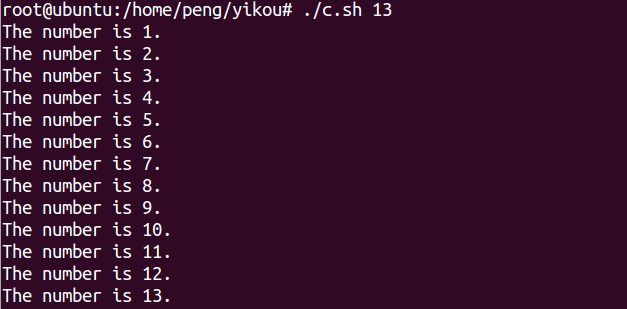 root@ubuntu:/home/peng/yikou# ./c.sh 13
The number is 1.
The number is 2.
The number is 3.
The number is 4.
The number is 5.
The number is 6.
The number is 7.
The number is 8.
The number is 9.
The number is 10.
The number is 11.
The number is 12.
The number is 13.